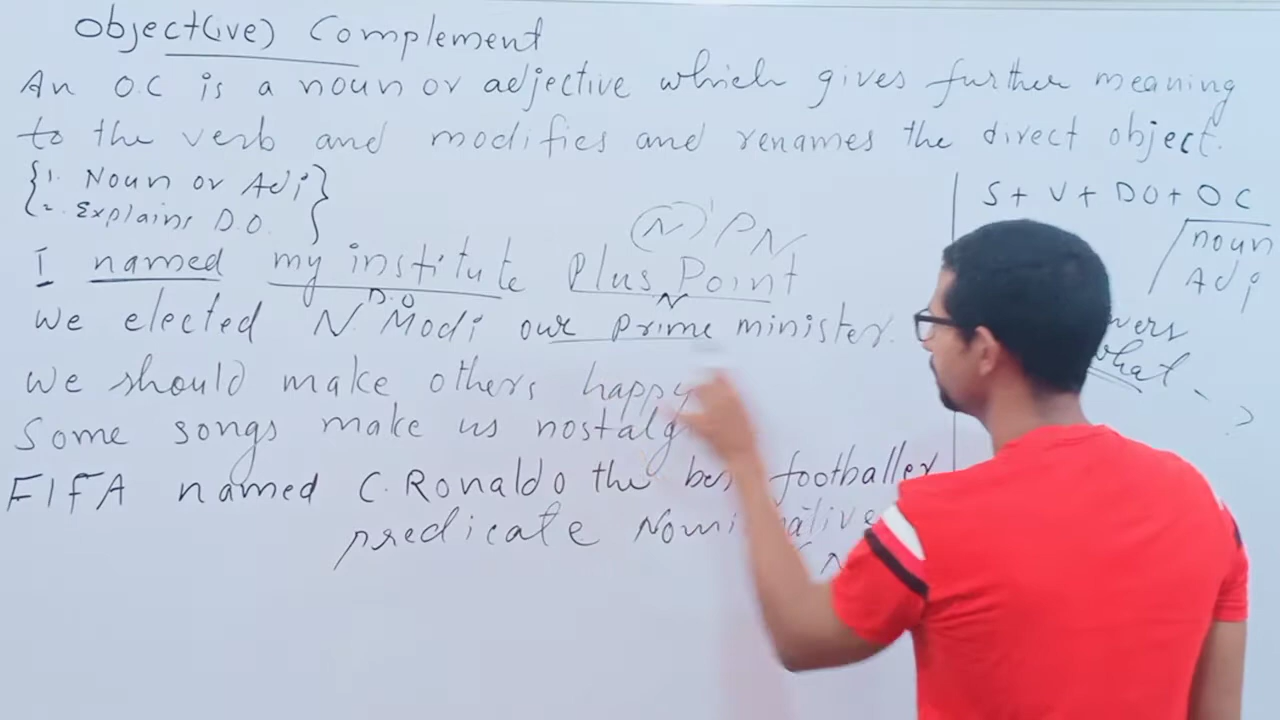 Object(ive) Complement
An O.C is a noun or adjective which gives further meaning
to the verb and modifies and renames the direct object.
{1. Noun or Adj}
2. Explains D.O.
S + V + DO + OC
noun
Adj
(N) PN
I named my institute Plus Point
D.O N
We elected N. Modi our prime minister.
what
?
We should make others happy
Some songs make us nostalg
FIFA named C. Ronaldo the bes footballer
predicate Nominative
N